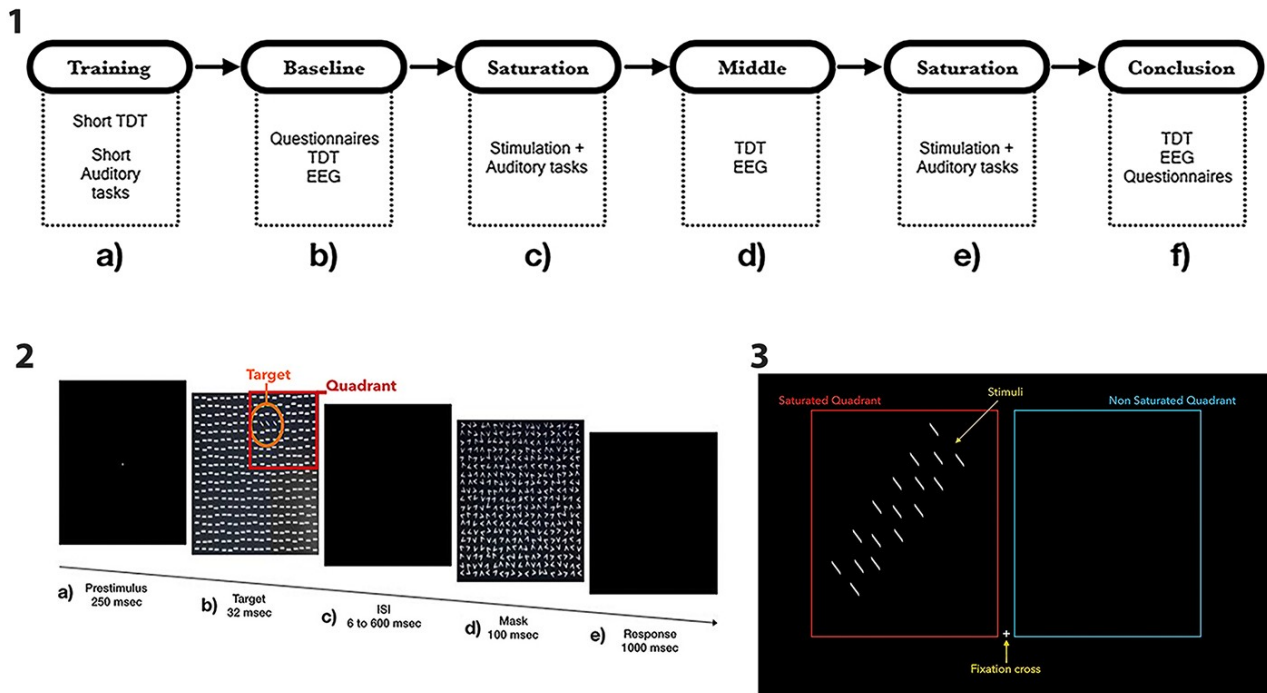 1
Training
Baseline
Saturation
Middle
Saturation
Conclusion
Short TDT
Short
Auditory
tasks
Questionnaires
TDT
EEG
Stimulation +
Auditory tasks
TDT
EEG
Stimulation +
Auditory tasks
TDT
EEG
Questionnaires
a)
b)
c)
d)
e)
f)
2
Target
Quadrant
a) Prestimulus
250 msec
b) Target
32 msec
c) ISI
6 to 600 msec
d) Mask
100 msec
e) Response
1000 msec
3
Stimuli
Saturated Quadrant
Non Saturated Quadrant
Fixation cross